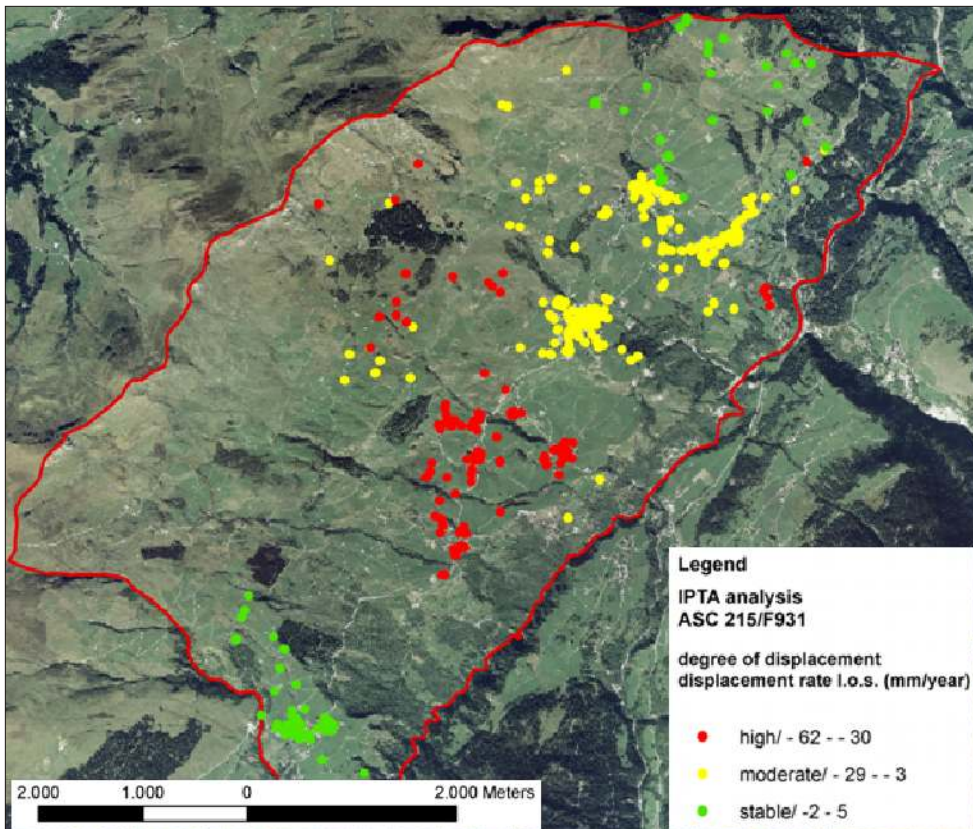 Legend
IPTA analysis
ASC 215/F931
degree of displacement
displacement rate l.o.s. (mm/year)
high/ - 62 - - 30
moderate/ - 29 - - 3
stable/ -2 - 5
2.000 1.000 0 2.000 Meters